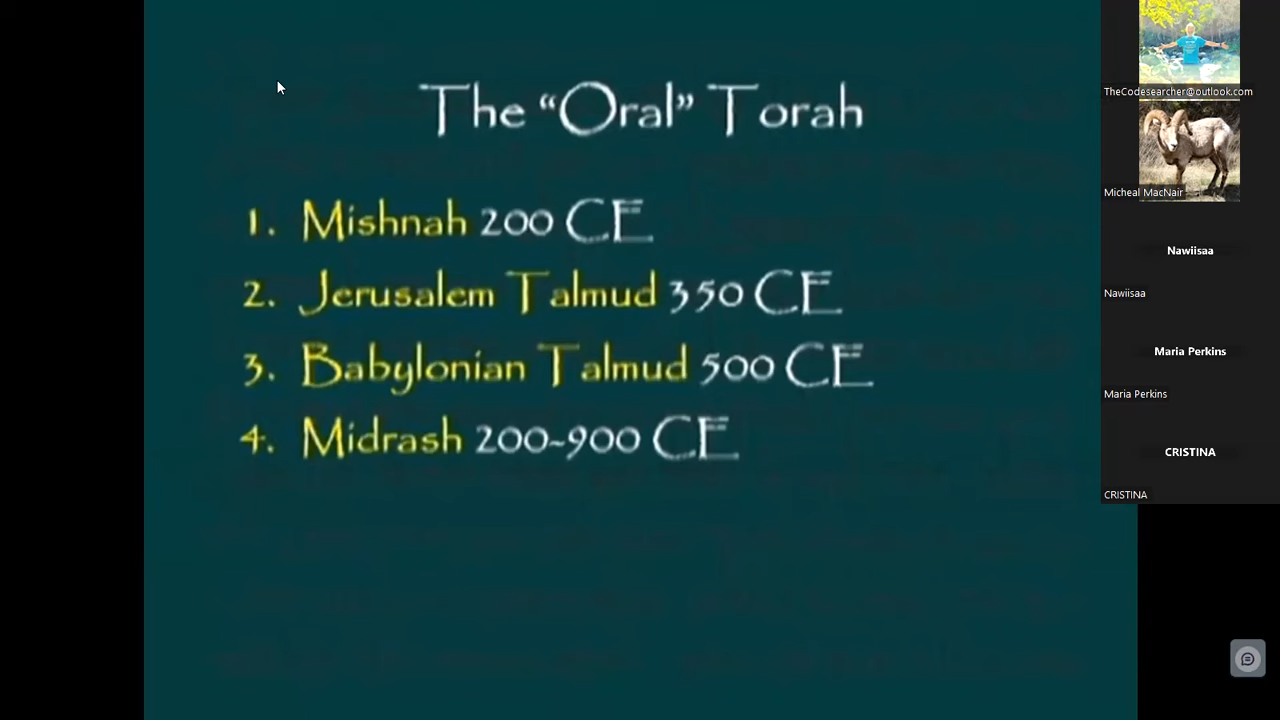 The “Oral” Torah
1. Mishnah 200 CE
2. Jerusalem Talmud 350 CE
3. Babylonian Talmud 500 CE
4. Midrash 200-900 CE
TheCodesearcher@outlook.com
Micheal MacNair
Nawiisaa
Nawiisaa
Maria Perkins
Maria Perkins
CRISTINA
CRISTINA